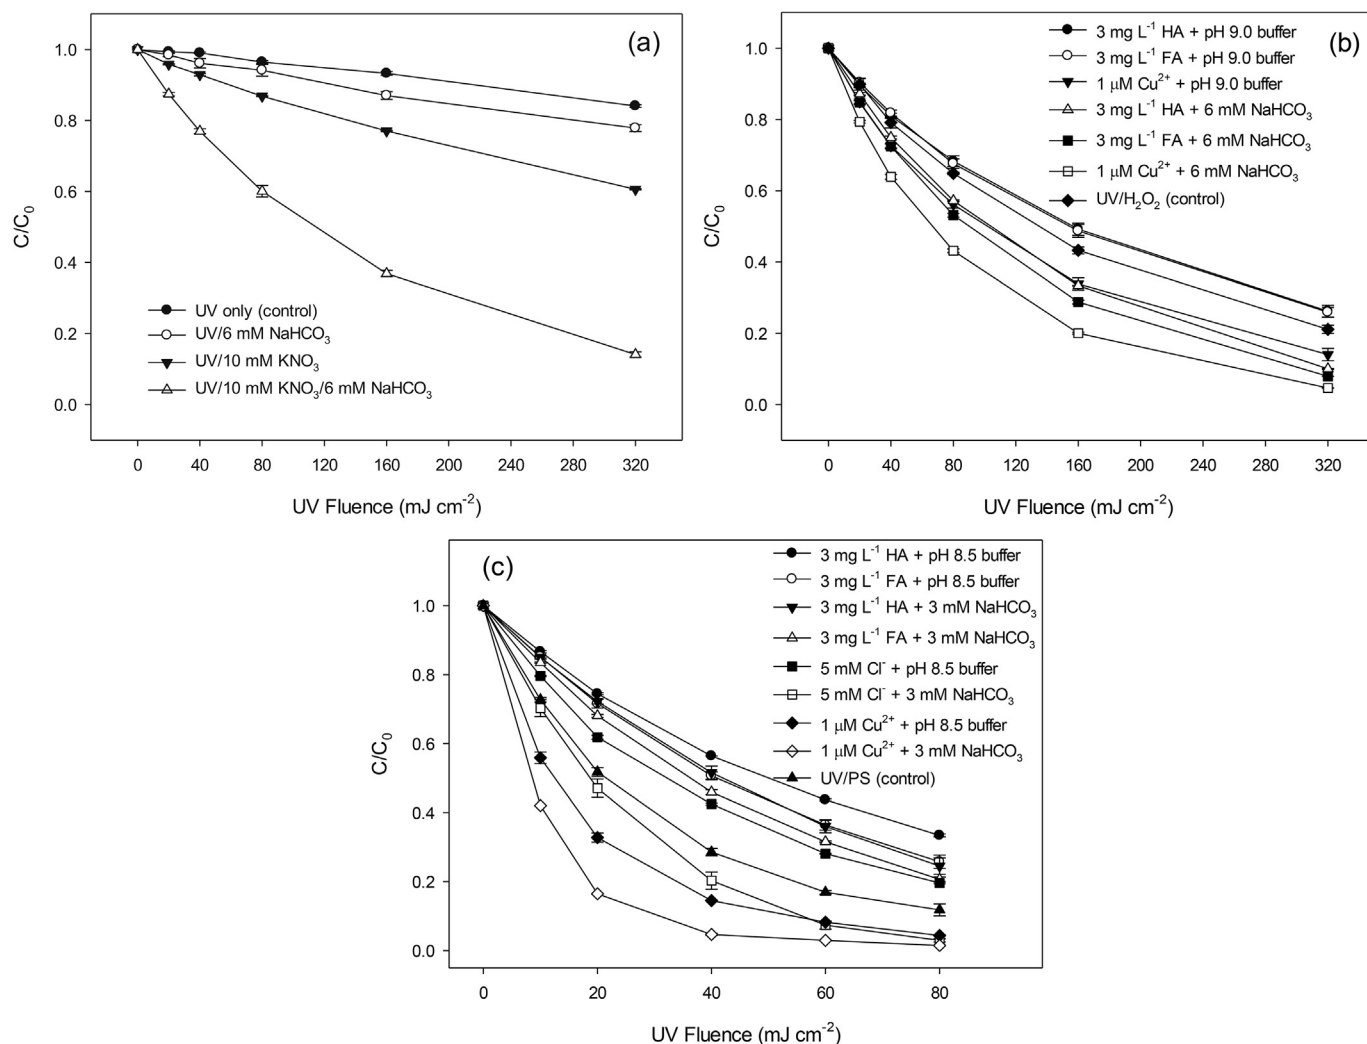 (a)
C/C₀
1.0
0.8
0.6
0.4
0.2
0.0
UV only (control)
UV/6 mM NaHCO₃
UV/10 mM KNO₃
UV/10 mM KNO₃/6 mM NaHCO₃
0 40 80 120 160 200 240 280 320
UV Fluence (mJ cm⁻²)
(b)
C/C₀
1.0
0.8
0.6
0.4
0.2
0.0
3 mg L⁻¹ HA + pH 9.0 buffer
3 mg L⁻¹ FA + pH 9.0 buffer
1 μM Cu²⁺ + pH 9.0 buffer
3 mg L⁻¹ HA + 6 mM NaHCO₃
3 mg L⁻¹ FA + 6 mM NaHCO₃
1 μM Cu²⁺ + 6 mM NaHCO₃
UV/H₂O₂ (control)
0 40 80 120 160 200 240 280 320
UV Fluence (mJ cm⁻²)
(c)
C/C₀
1.0
0.8
0.6
0.4
0.2
0.0
3 mg L⁻¹ HA + pH 8.5 buffer
3 mg L⁻¹ FA + pH 8.5 buffer
3 mg L⁻¹ HA + 3 mM NaHCO₃
3 mg L⁻¹ FA + 3 mM NaHCO₃
5 mM Cl⁻ + pH 8.5 buffer
5 mM Cl⁻ + 3 mM NaHCO₃
1 μM Cu²⁺ + pH 8.5 buffer
1 μM Cu²⁺ + 3 mM NaHCO₃
UV/PS (control)
0 20 40 60 80
UV Fluence (mJ cm⁻²)